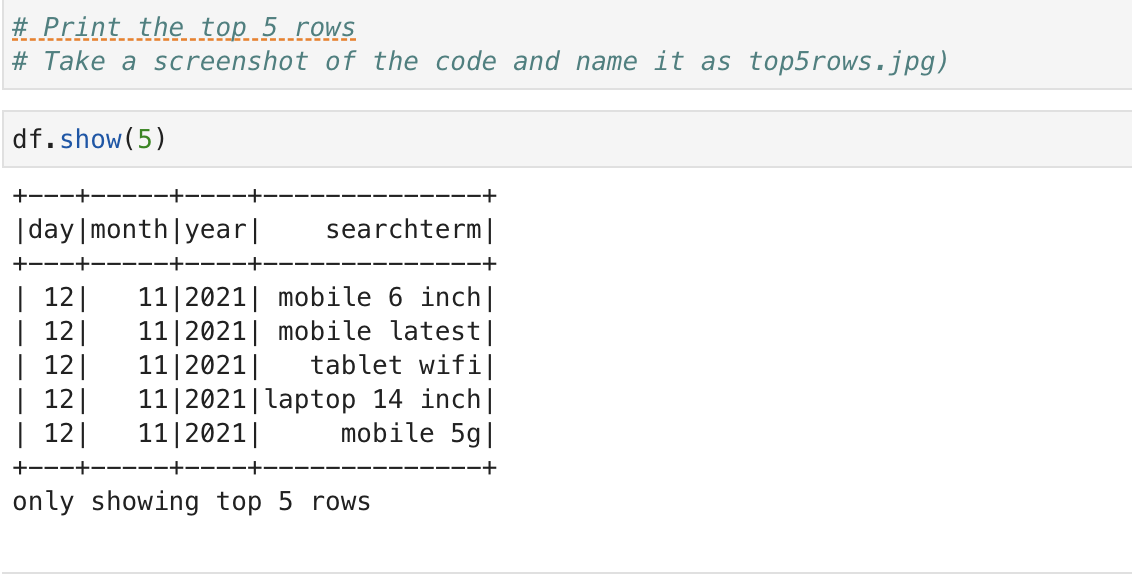 # Print the top 5 rows
# Take a screenshot of the code and name it as top5rows.jpg)
df.show(5)
+---+-----+----+--------------+
|day|month|year|    searchterm|
+---+-----+----+--------------+
| 12|   11|2021| mobile 6 inch|
| 12|   11|2021| mobile latest|
| 12|   11|2021|   tablet wifi|
| 12|   11|2021|laptop 14 inch|
| 12|   11|2021|     mobile 5g|
+---+-----+----+--------------+
only showing top 5 rows